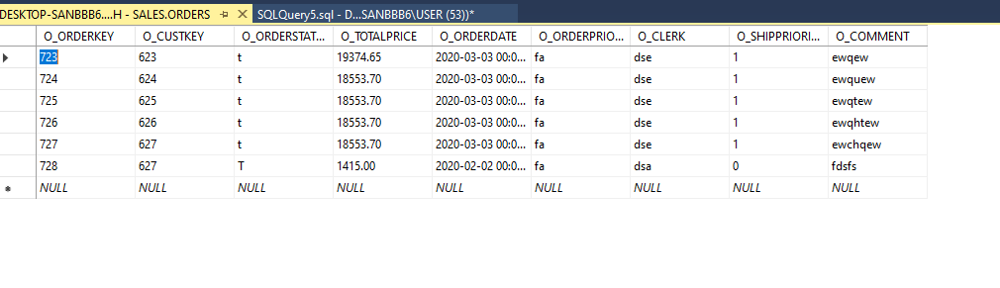 DESKTOP-SANBBB6....H - SALES.ORDERS SQLQuery5.sql - D...SANBBB6\USER (53))*
O_ORDERKEY O_CUSTKEY O_ORDERSTAT... O_TOTALPRICE O_ORDERDATE O_ORDERPRIO... O_CLERK O_SHIPPRIORI... O_COMMENT
723 623 t 19374.65 2020-03-03 00:0... fa dse 1 ewqew
724 624 t 18553.70 2020-03-03 00:0... fa dse 1 ewquew
725 625 t 18553.70 2020-03-03 00:0... fa dse 1 ewqtew
726 626 t 18553.70 2020-03-03 00:0... fa dse 1 ewqhtew
727 627 t 18553.70 2020-03-03 00:0... fa dse 1 ewchqew
728 627 T 1415.00 2020-02-02 00:0... fa dsa 0 fdsfs
NULL NULL NULL NULL NULL NULL NULL NULL NULL